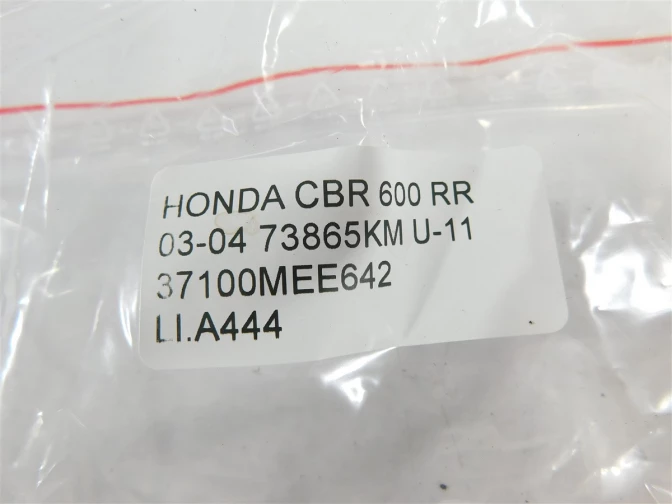 HONDA CBR 600 RR
03-04 73865KM U-11
37100MEE642
LI.A444